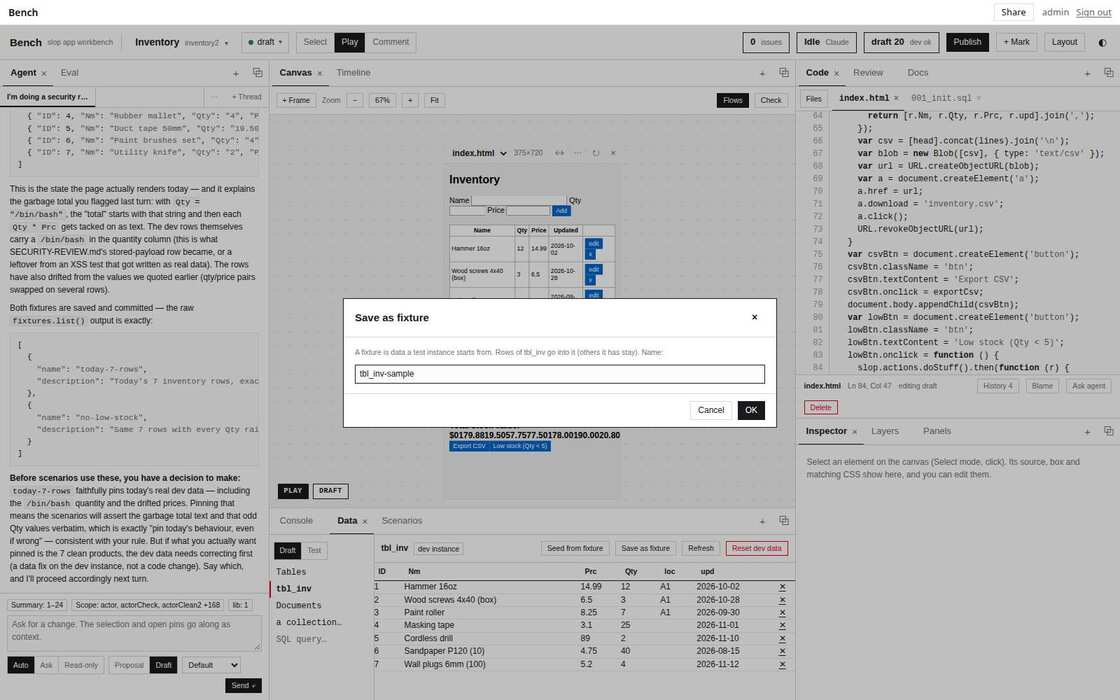 Bench
Share admin Sign out
Bench slop app workbench Inventory inventory2 ▾ draft ▾ Select Play Comment 0 issues Idle Claude draft 20 dev ok Publish + Mark Layout
Agent × Eval +
I'm doing a security r… ··· + Thread
{ "ID": 4, "Nm": "Rubber mallet", "Qty": "4", "P
{ "ID": 5, "Nm": "Duct tape 50mm", "Qty": "19.50
{ "ID": 6, "Nm": "Paint brushes set", "Qty": "4"
{ "ID": 7, "Nm": "Utility knife", "Qty": "2", "P
]
This is the state the page actually renders today — and it explains
the garbage total you flagged last turn: with Qty =
"/bin/bash", the "total" starts with that string and then each
Qty * Prc gets tacked on as text. The dev rows themselves
carry a /bin/bash in the quantity column (this is what
SECURITY-REVIEW.md's stored-payload row became, or a
leftover from an XSS test that got written as real data). The rows
have also drifted from the values we quoted earlier (qty/price pairs
swapped on several rows).
Both fixtures are saved and committed — the raw
fixtures.list() output is exactly:
[
{
"name": "today-7-rows",
"description": "Today's 7 inventory rows, exac
},
{
"name": "no-low-stock",
"description": "Same 7 rows with every Qty rai
}
]
Before scenarios use these, you have a decision to make:
today-7-rows faithfully pins today's real dev data — including
the /bin/bash quantity and the drifted prices. Pinning that
means the scenarios will assert the garbage total text and that odd
Qty values verbatim, which is exactly "pin today's behaviour, even
if wrong" — consistent with your rule. But if what you actually want
pinned is the 7 clean products, the dev data needs correcting first
(a data fix on the dev instance, not a code change). Say which,
and I'll proceed accordingly next turn.
Summary: 1–24 Scope: actor, actorCheck, actorClean2 +168 lib: 1
Ask for a change. The selection and open pins go along as
context.
Auto Ask Read-only Proposal Draft Default
Send
Canvas × Timeline +
+ Frame Zoom − 67% + Fit Flows Check
index.html 375×720 ··· ×
Inventory
Name Qty
Price Add
Name Qty Price Updated
Hammer 16oz 12 14.99 2026-10-02 edit x
Wood screws 4x40 (box) 3 6.5 2026-10-28 edit x
2026-09- edit
Save as fixture ×
A fixture is data a test instance starts from. Rows of tbl_inv go into it (others it has stay). Name:
tbl_inv-sample
Cancel OK
$0179.8819.5057.7577.50178.00190.0020.80
Export CSV Low stock (Qty < 5)
PLAY DRAFT
Console Data × Scenarios +
Draft Test
Tables
tbl_inv
Documents
a collection…
SQL query…
tbl_inv dev instance Seed from fixture Save as fixture Refresh Reset dev data
ID Nm Prc Qty loc upd
1 Hammer 16oz 14.99 12 A1 2026-10-02 ✕
2 Wood screws 4x40 (box) 6.5 3 A1 2026-10-28 ✕
3 Paint roller 8.25 7 A1 2026-09-30 ✕
4 Masking tape 3.1 25 2026-11-01 ✕
5 Cordless drill 89 2 2026-11-10 ✕
6 Sandpaper P120 (10) 4.75 40 2026-08-15 ✕
7 Wall plugs 6mm (100) 5.2 4 2026-11-12 ✕
Code × Review Docs +
Files index.html × 001_init.sql ×
64 return [r.Nm, r.Qty, r.Prc, r.upd].join(',');
65 });
66 var csv = [head].concat(lines).join('\n');
67 var blob = new Blob([csv], { type: 'text/csv' });
68 var url = URL.createObjectURL(blob);
69 var a = document.createElement('a');
70 a.href = url;
71 a.download = 'inventory.csv';
72 a.click();
73 URL.revokeObjectURL(url);
74 }
75 var csvBtn = document.createElement('button');
76 csvBtn.className = 'btn';
77 csvBtn.textContent = 'Export CSV';
78 csvBtn.onclick = exportCsv;
79 document.body.appendChild(csvBtn);
80 var lowBtn = document.createElement('button');
81 lowBtn.className = 'btn';
82 lowBtn.textContent = 'Low stock (Qty < 5)';
83 lowBtn.onclick = function () {
84 slop.actions.doStuff().then(function (r) {
index.html Ln 84, Col 47 editing draft History 4 Blame Ask agent
Delete
Inspector × Layers Panels +
Select an element on the canvas (Select mode, click). Its source, box and
matching CSS show here, and you can edit them.